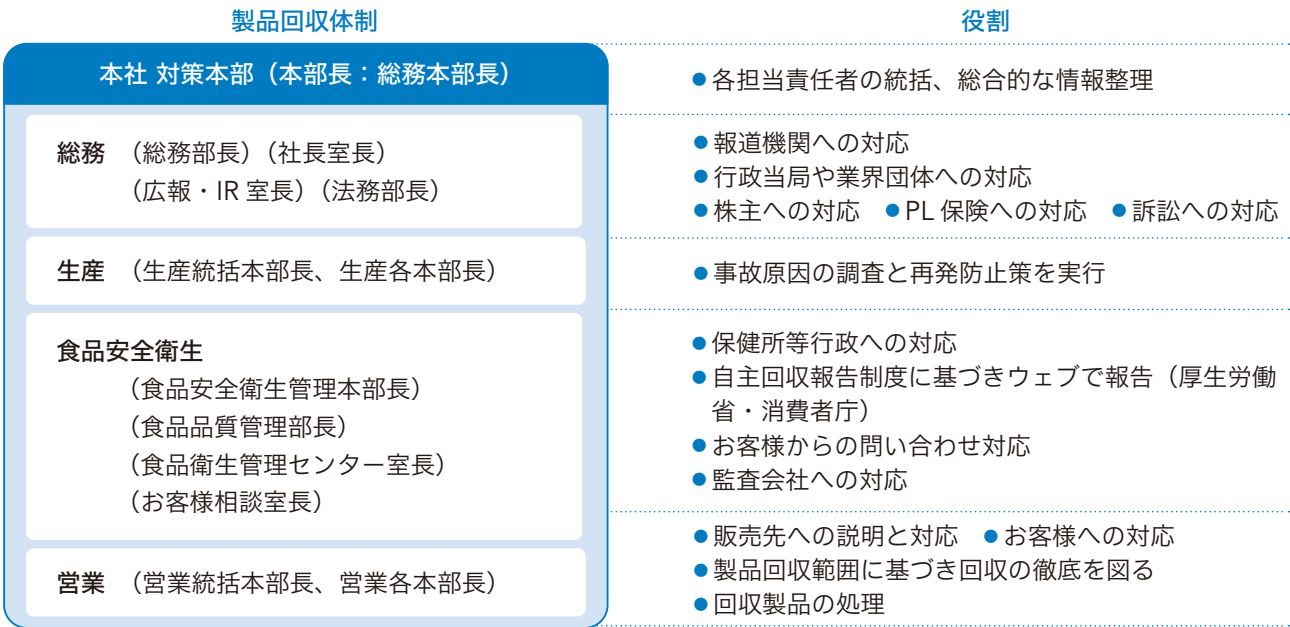 製品回収体制
役割
本社 対策本部（本部長：総務本部長）
●各担当責任者の統括、総合的な情報整理
総務 （総務部長）（社長室長）
（広報・IR 室長）（法務部長）
●報道機関への対応
●行政当局や業界団体への対応
●株主への対応 ●PL 保険への対応 ●訴訟への対応
生産 （生産統括本部長、生産各本部長）
●事故原因の調査と再発防止策を実行
食品安全衛生
（食品安全衛生管理本部長）
（食品品質管理部長）
（食品衛生管理センター室長）
（お客様相談室長）
●保健所等行政への対応
●自主回収報告制度に基づきウェブで報告（厚生労働
省・消費者庁）
●お客様からの問い合わせ対応
●監査会社への対応
営業 （営業統括本部長、営業各本部長）
●販売先への説明と対応 ●お客様への対応
●製品回収範囲に基づき回収の徹底を図る
●回収製品の処理